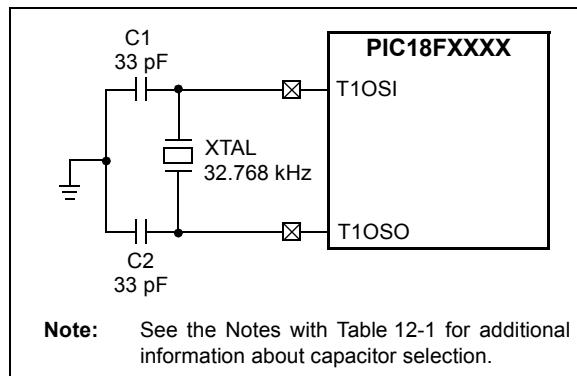 C1
33 pF
PIC18FXXXX
T1OSI
XTAL
32.768 kHz
T1OSO
C2
33 pF
Note: See the Notes with Table 12-1 for additional
information about capacitor selection.